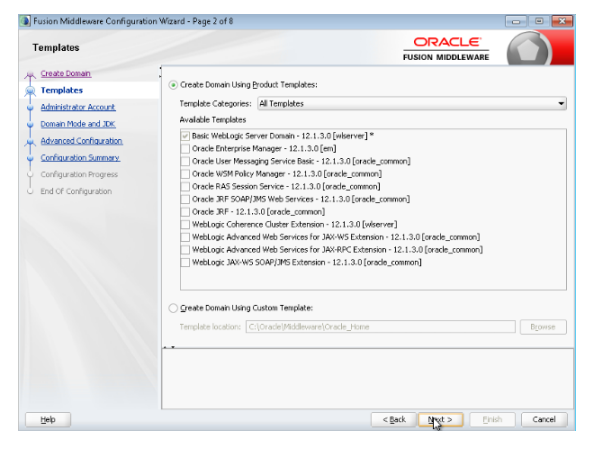 Fusion Middleware Configuration Wizard - Page 2 of 8
Templates
ORACLE
FUSION MIDDLEWARE
Create Domain
Templates
Administrator Account
Domain Mode and JDK
Advanced Configuration
Configuration Summary
Configuration Progress
End Of Configuration
Create Domain Using Product Templates:
Template Categories: All Templates
Available Templates
Basic WebLogic Server Domain - 12.1.3.0 [wlserver] *
Oracle Enterprise Manager - 12.1.3.0 [em]
Oracle User Messaging Service Basic - 12.1.3.0 [oracle_common]
Oracle WSM Policy Manager - 12.1.3.0 [oracle_common]
Oracle RAS Session Service - 12.1.3.0 [oracle_common]
Oracle JRF SOAP/JMS Web Services - 12.1.3.0 [oracle_common]
Oracle JRF - 12.1.3.0 [oracle_common]
WebLogic Coherence Cluster Extension - 12.1.3.0 [wlserver]
WebLogic Advanced Web Services for JAX-WS Extension - 12.1.3.0 [oracle_common]
WebLogic Advanced Web Services for JAX-RPC Extension - 12.1.3.0 [oracle_common]
WebLogic JAX-WS SOAP/JMS Extension - 12.1.3.0 [oracle_common]
Create Domain Using Custom Template:
Template location: C:\Oracle\Middleware\Oracle_Home Browse
Help < Back Next > Finish Cancel